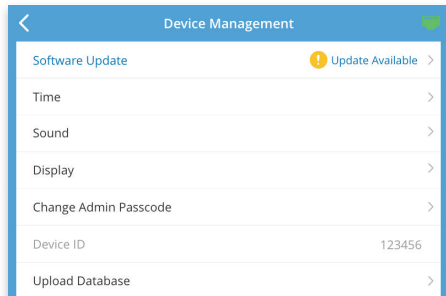 Device Management
Software Update ! Update Available
Time
Sound
Display
Change Admin Passcode
Device ID 123456
Upload Database